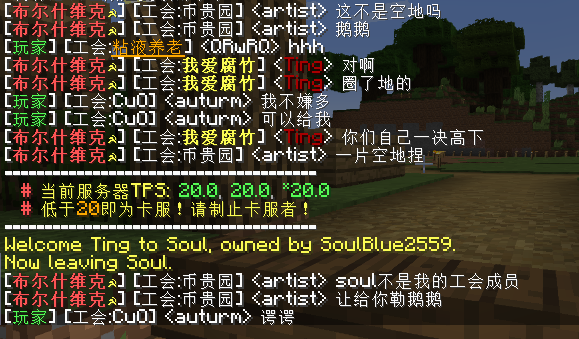 [布尔什维克☭] [工会:币贵园] <artist> 这不是空地吗
[布尔什维克☭] [工会:币贵园] <artist> 鹅鹅
[玩家] [工会:粘液养老] <QRwRQ> hhh
[布尔什维克☭] [工会:我爱腐竹] <Ting> 对啊
[布尔什维克☭] [工会:我爱腐竹] <Ting> 圈了地的
[玩家] [工会:CuO] <auturm> 我不嫌多
[玩家] [工会:CuO] <auturm> 可以给我
[布尔什维克☭] [工会:我爱腐竹] <Ting> 你们自己一决高下
[布尔什维克☭] [工会:币贵园] <artist> 一片空地捏
# 当前服务器TPS: 20.0, 20.0, *20.0
# 低于20即为卡服！请制止卡服者！
Welcome Ting to Soul, owned by SoulBlue2559.
Now leaving Soul.
[布尔什维克☭] [工会:币贵园] <artist> soul不是我的工会成员
[布尔什维克☭] [工会:币贵园] <artist> 让给你勒鹅鹅
[玩家] [工会:CuO] <auturm> 谔谔